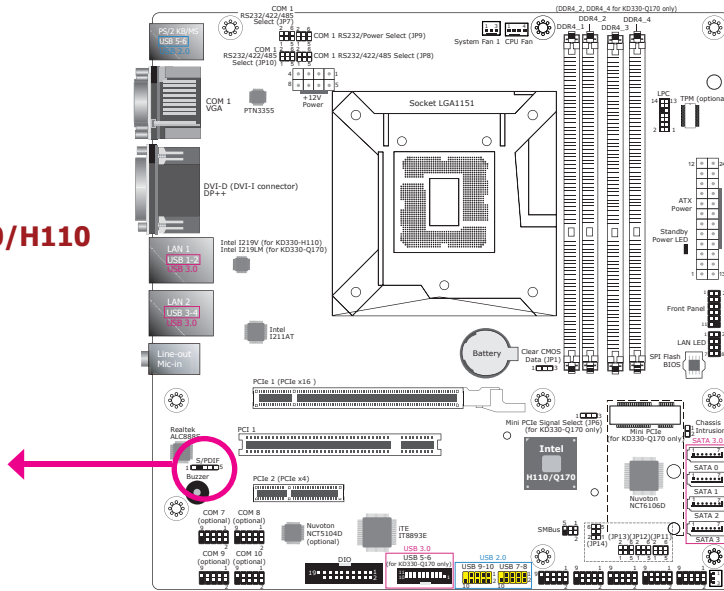 (DDR4_2, DDR4_4 for KD330-Q170 only)
COM 1
RS232/422/485
Select (JP7)
COM 1 RS232/Power Select (JP9)
COM 1
RS232/422/485
Select (JP10)
COM 1 RS232/422/485 Select (JP8)
System Fan 1 CPU Fan
DDR4_1 DDR4_2 DDR4_3 DDR4_4
PS/2 KB/MS
USB 5-6
+12V
Power
PTN3355
COM 1
VGA
Socket LGA1151
LPC
14 13
2 1
DVI-D (DVI-I connector)
DP++
ATX
Power
Standby
Power LED
0/H110
LAN 1
USB 1-2
USB 3.0
Intel I219V (for KD330-H110)
Intel I219LM (for KD330-Q170)
LAN 2
USB 3-4
USB 3.0
Intel
I211AT
Front Panel
LAN LED
Line-out
Mic-in
Battery
Clear CMOS
Data (JP1)
SPI Flash
BIOS
PCIe 1 (PCIe x16 )
Mini PCIe Signal Select (JP6)
(for KD330-Q170 only)
Mini PCIe
(for KD330-Q170 only)
Chassis
Intrusion
Realtek
PCI 1
S/PDIF
1 5
Buzzer
Intel
H110/Q170
SATA 3.0
SATA 0
SATA 1
SATA 2
SATA 3
Nuvoton
NCT6106D
PCIe 2 (PCIe x4)
COM 7
(optional)
COM 8
(optional)
Nuvoton
NCT5104D
(optional)
iTE
IT8893E
SMBus
(JP14)
(JP13)(JP12)(JP11)
COM 9
(optional)
COM 10
(optional)
DIO
USB 3.0
USB 5-6
(for KD330-Q170 only)
USB 2.0
USB 9-10 USB 7-8